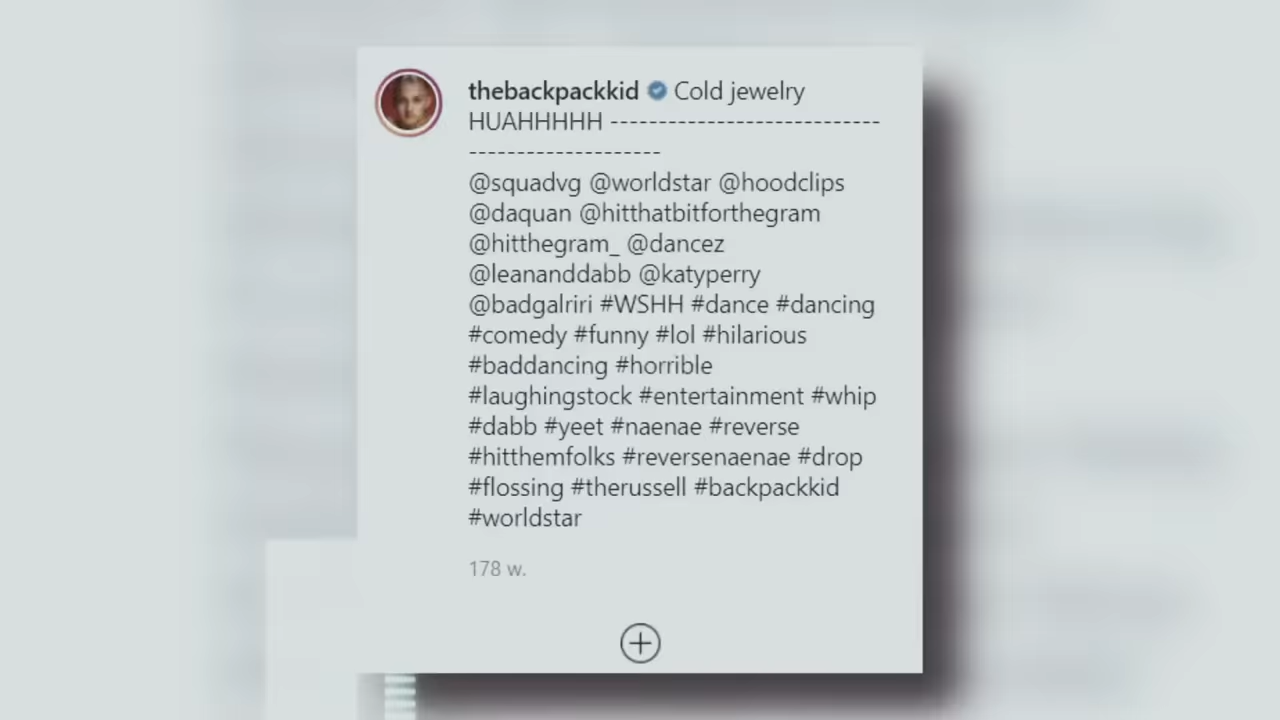 thebackpackkid Cold jewelry
HUAHHHHH ----------------------------
--------------------
@squadvg @worldstar @hoodclips
@daquan @hitthatbitforthegram
@hitthegram_ @dancez
@leananddabb @katyperry
@badgalriri #WSHH #dance #dancing
#comedy #funny #lol #hilarious
#baddancing #horrible
#laughingstock #entertainment #whip
#dabb #yeet #naenae #reverse
#hitthemfolks #reversenaenae #drop
#flossing #therussell #backpackkid
#worldstar
178 w.